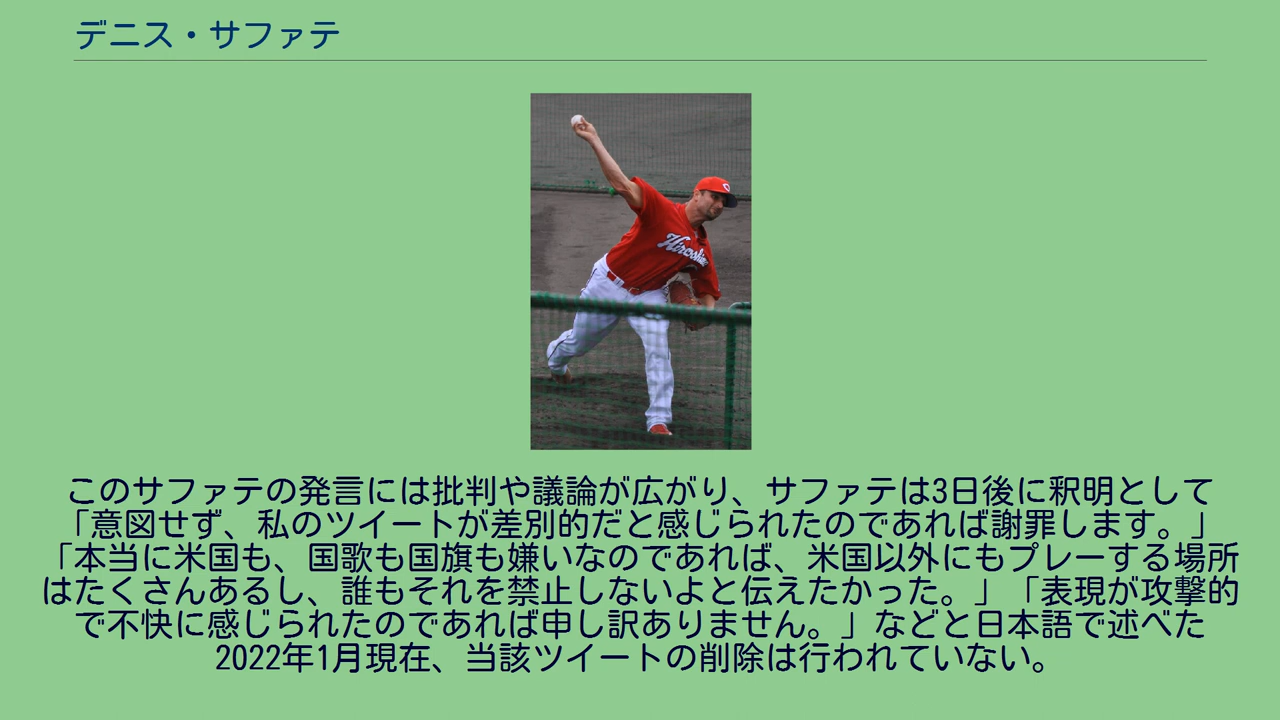 デニス・サファテ
Hiroshima
このサファテの発言には批判や議論が広がり、サファテは3日後に釈明として
「意図せず、私のツイートが差別的だと感じられたのであれば謝罪します。」
「本当に米国も、国歌も国旗も嫌いなのであれば、米国以外にもプレーする場所
はたくさんあるし、誰もそれを禁止しないよと伝えたかった。」「表現が攻撃的
で不快に感じられたのであれば申し訳ありません。」などと日本語で述べた
2022年1月現在、当該ツイートの削除は行われていない。